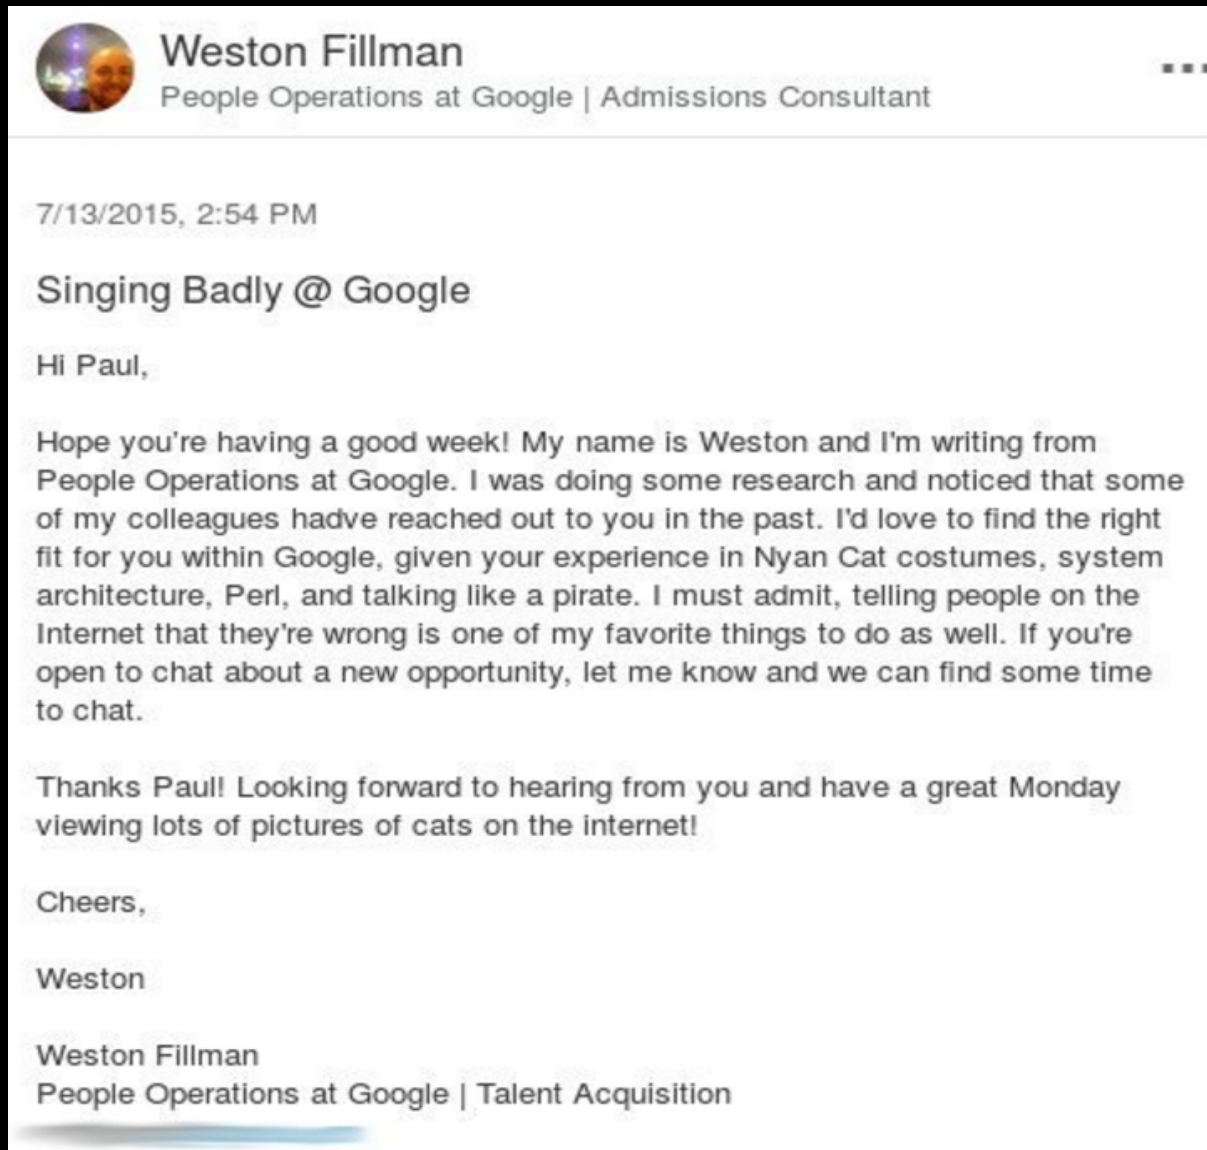 Weston Fillman
People Operations at Google | Admissions Consultant
7/13/2015, 2:54 PM
Singing Badly @ Google
Hi Paul,
Hope you're having a good week! My name is Weston and I'm writing from
People Operations at Google. I was doing some research and noticed that some
of my colleagues hadve reached out to you in the past. I'd love to find the right
fit for you within Google, given your experience in Nyan Cat costumes, system
architecture, Perl, and talking like a pirate. I must admit, telling people on the
Internet that they're wrong is one of my favorite things to do as well. If you're
open to chat about a new opportunity, let me know and we can find some time
to chat.
Thanks Paul! Looking forward to hearing from you and have a great Monday
viewing lots of pictures of cats on the internet!
Cheers,
Weston
Weston Fillman
People Operations at Google | Talent Acquisition